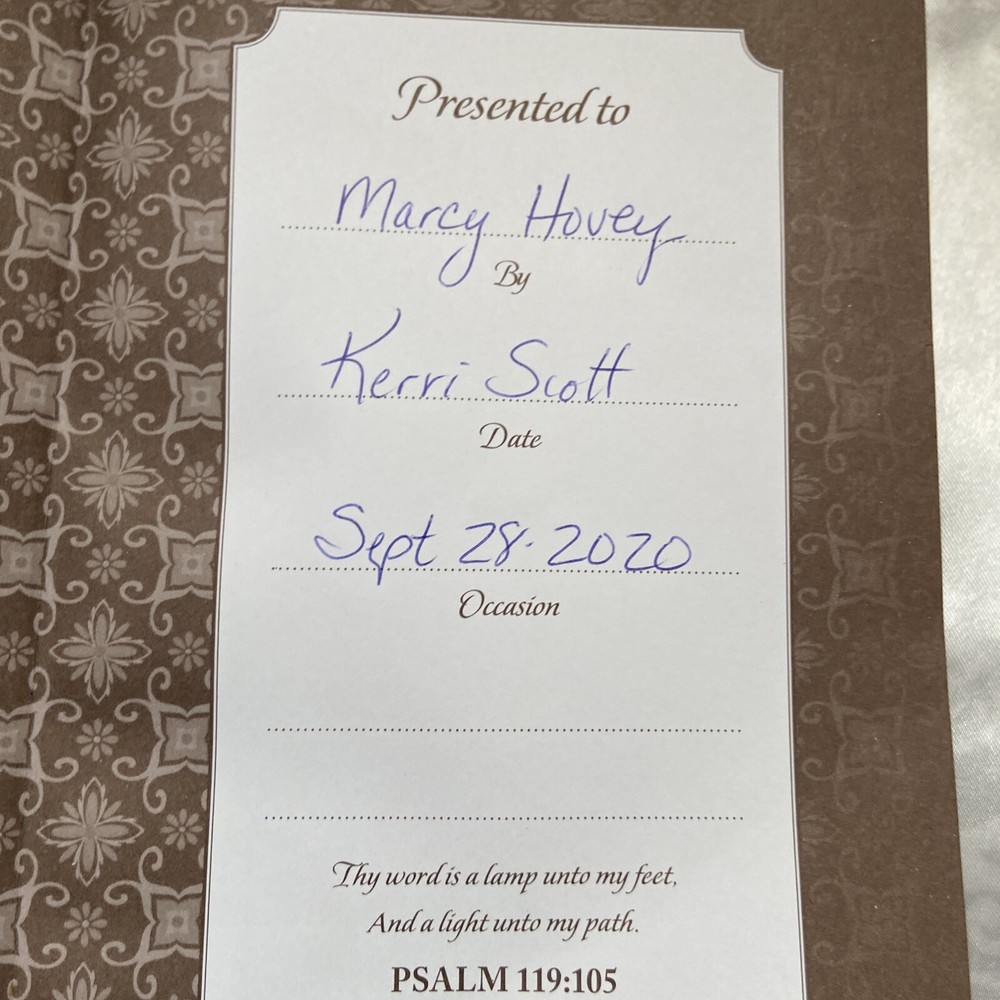 Presented to
Marcy Hovey
By
Kerri Scott
Date
Sept 28. 2020
Occasion
Thy word is a lamp unto my feet,
And a light unto my path.
PSALM 119:105